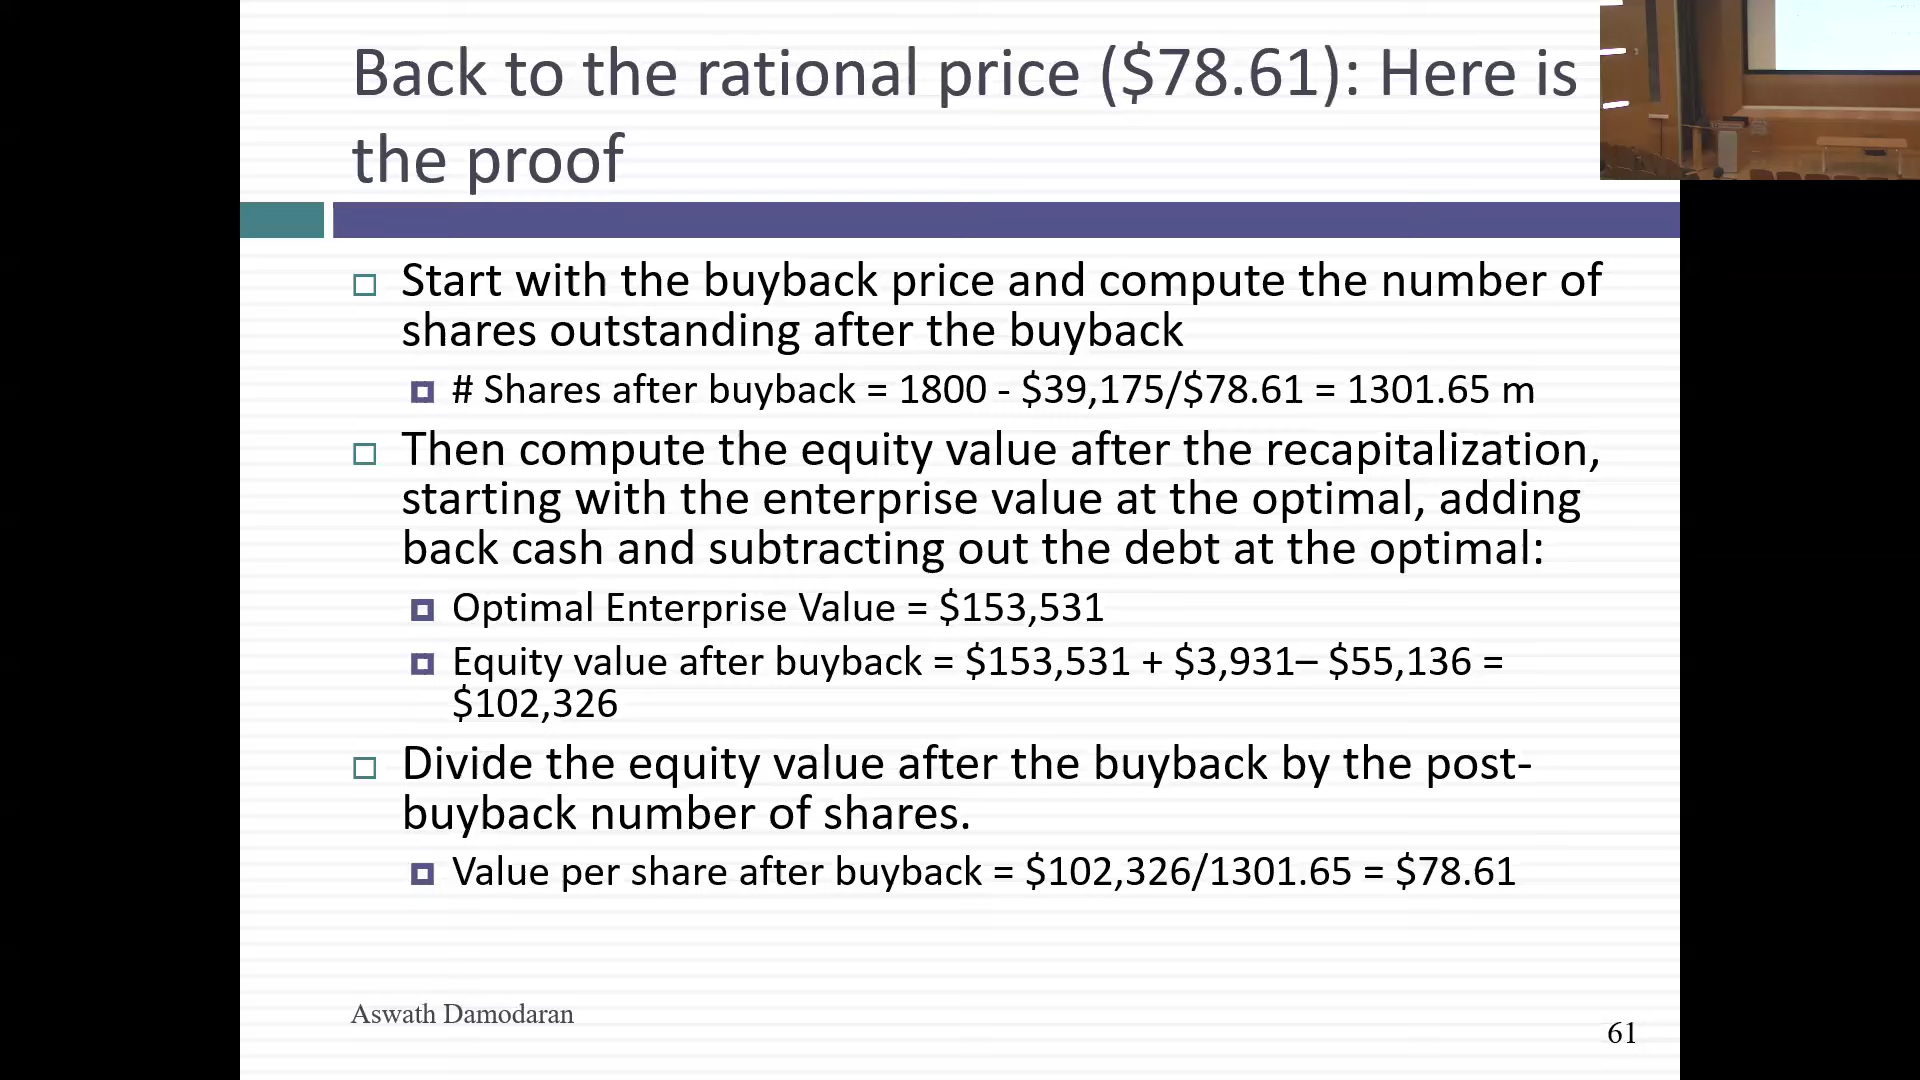 Back to the rational price ($78.61): Here is
the proof
Start with the buyback price and compute the number of
shares outstanding after the buyback
# Shares after buyback = 1800 - $39,175/$78.61 = 1301.65 m
Then compute the equity value after the recapitalization,
starting with the enterprise value at the optimal, adding
back cash and subtracting out the debt at the optimal:
Optimal Enterprise Value = $153,531
Equity value after buyback = $153,531 + $3,931– $55,136 =
$102,326
Divide the equity value after the buyback by the post-
buyback number of shares.
Value per share after buyback = $102,326/1301.65 = $78.61
Aswath Damodaran
61